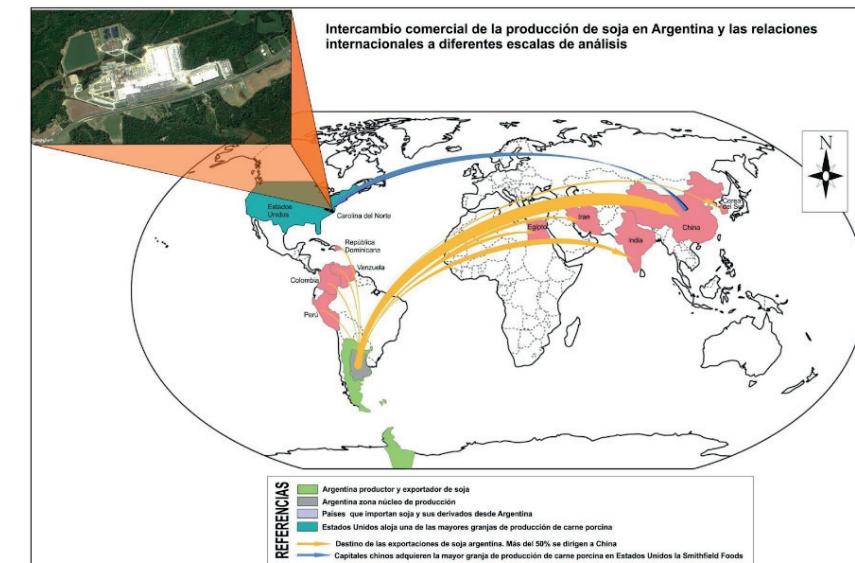 Intercambio comercial de la producción de soja en Argentina y las relaciones
internacionales a diferentes escalas de análisis
N
Estados
Unidos
Carolina del Norte
República
Dominicana
Venezuela
Colombia
Perú
Egipto
Iran
India
China
Corea
del Sur
REFERENCIAS
Argentina productor y exportador de soja
Argentina zona núcleo de producción
Países que importan soja y sus derivados desde Argentina
Estados Unidos aloja una de las mayores granjas de producción de carne porcina
Destino de las exportaciones de soja argentina. Más del 50% se dirigen a China
Capitales chinos adquieren la mayor granja de producción de carne porcina en Estados Unidos la Smithfield Foods